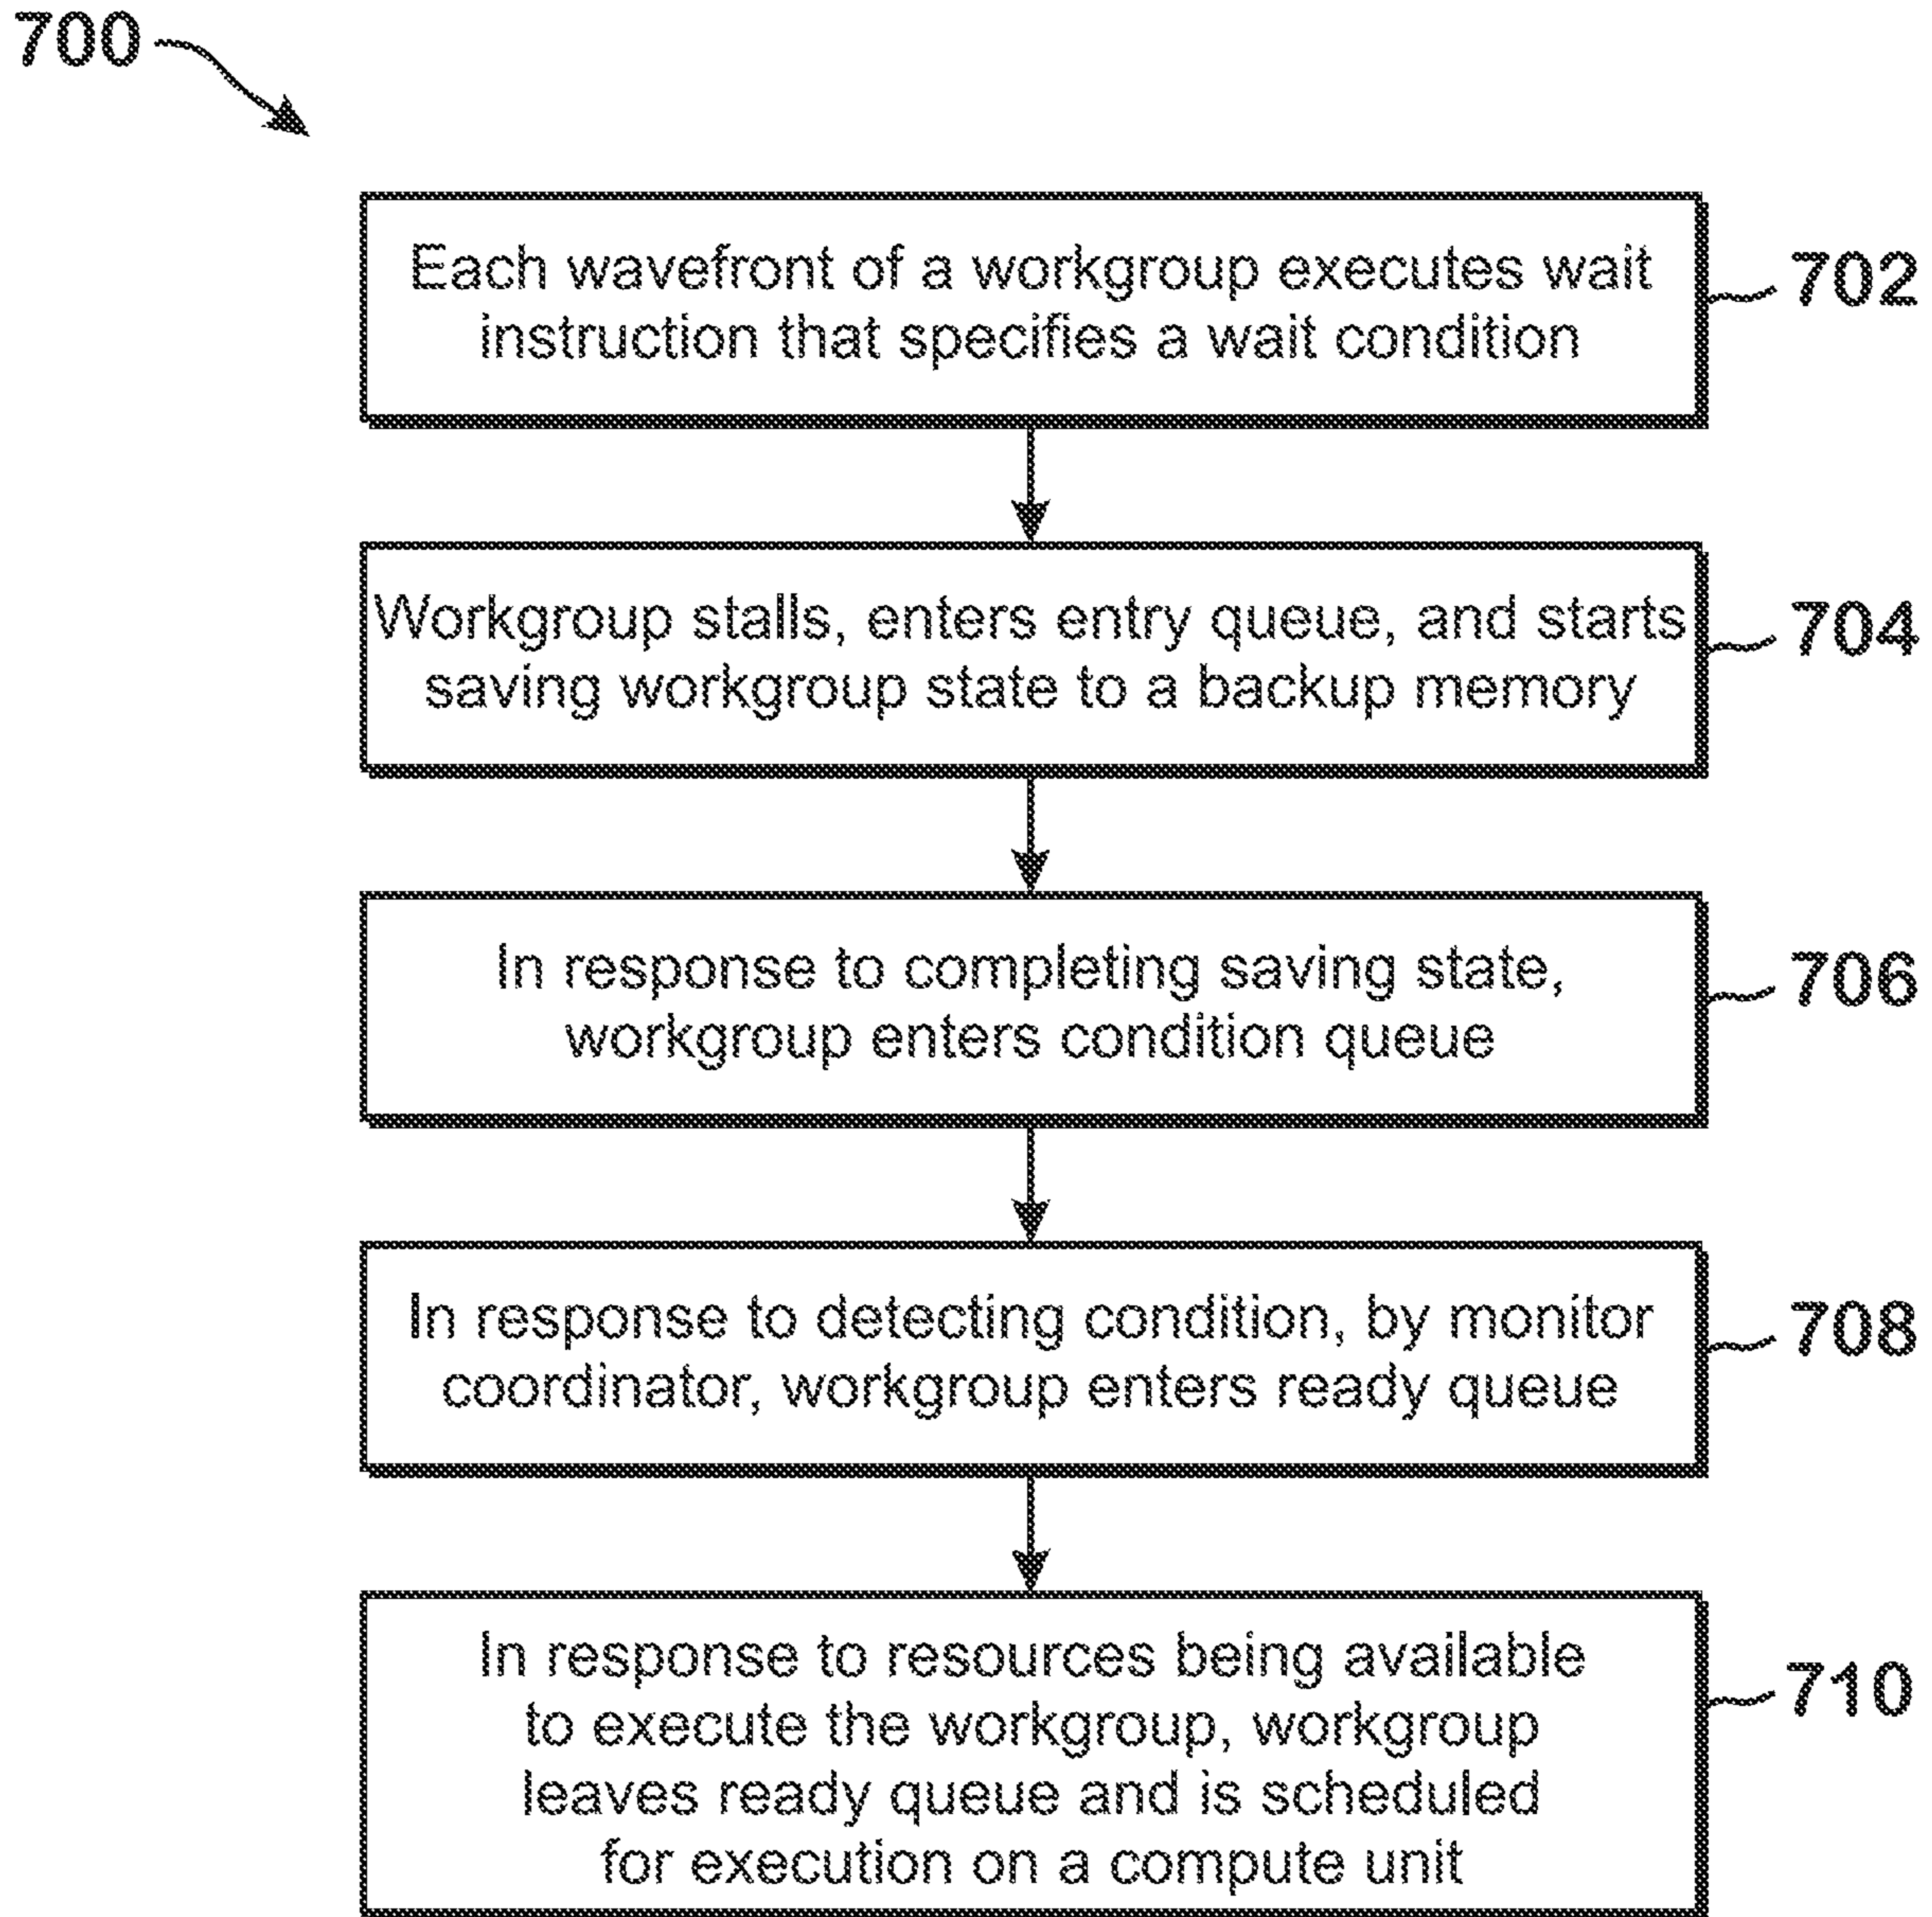 700
Each wavefront of a workgroup executes wait
instruction that specifies a wait condition
702
Workgroup stalls, enters entry queue, and starts
saving workgroup state to a backup memory
704
In response to completing saving state,
workgroup enters condition queue
706
In response to detecting condition, by monitor
coordinator, workgroup enters ready queue
708
In response to resources being available
to execute the workgroup, workgroup
leaves ready queue and is scheduled
for execution on a compute unit
710